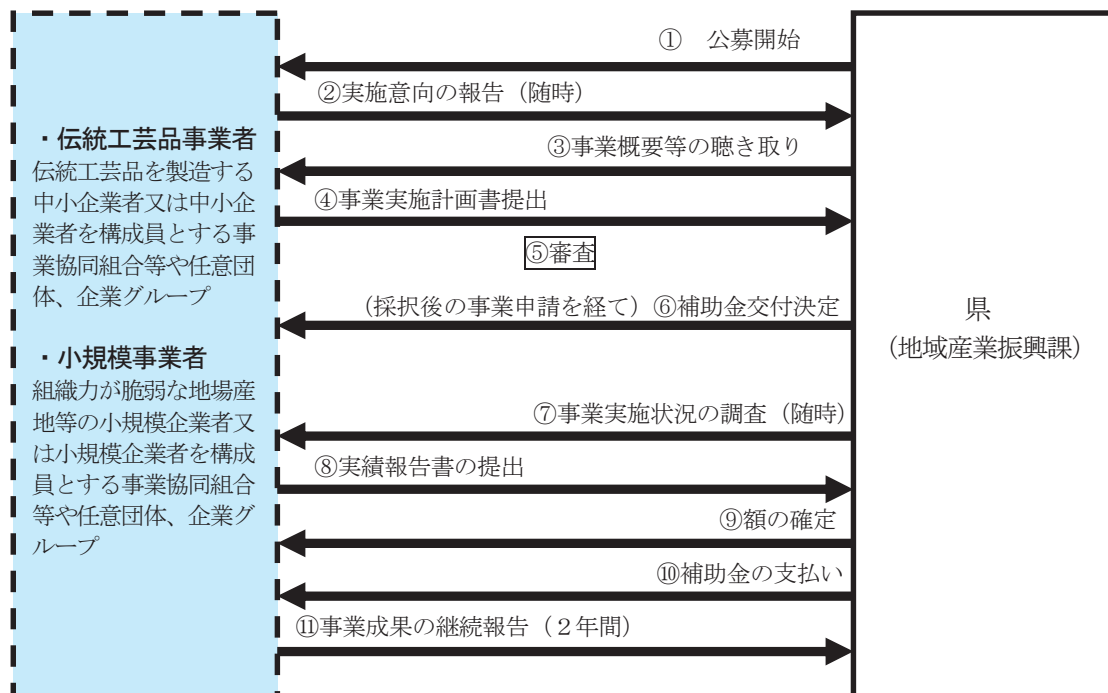 ① 公募開始
②実施意向の報告（随時）
③事業概要等の聴き取り
④事業実施計画書提出
⑤審査
(採択後の事業申請を経て）⑥補助金交付決定
⑦事業実施状況の調査（随時）
⑧実績報告書の提出
⑨額の確定
⑩補助金の支払い
⑪事業成果の継続報告（２年間）
・伝統工芸品事業者
伝統工芸品を製造する
中小企業者又は中小企
業者を構成員とする事
業協同組合等や任意団
体、企業グループ
・小規模事業者
組織力が脆弱な地場産
地等の小規模企業者又
は小規模企業者を構成
員とする事業協同組合
等や任意団体、企業グ
ループ
県
（地域産業振興課）